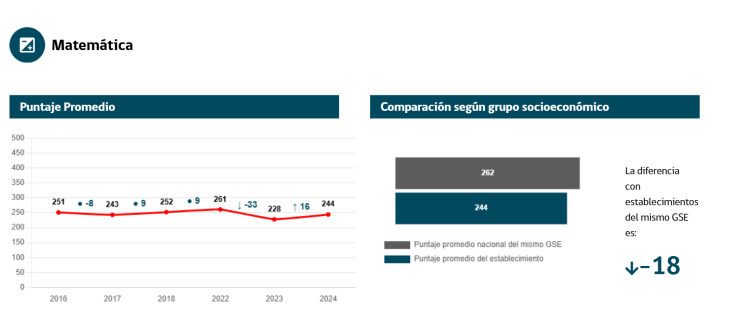 Matemática
Puntaje Promedio
500
450
400
350
300
250
200
150
100
50
0
251 • -8 243 • 9 252 • 9 261 ↓ -33 228 ↑ 16 244
2016 2017 2018 2022 2023 2024
Comparación según grupo socioeconómico
262
244
Puntaje promedio nacional del mismo GSE
Puntaje promedio del establecimiento
La diferencia
con
establecimientos
del mismo GSE
es:
↓-18